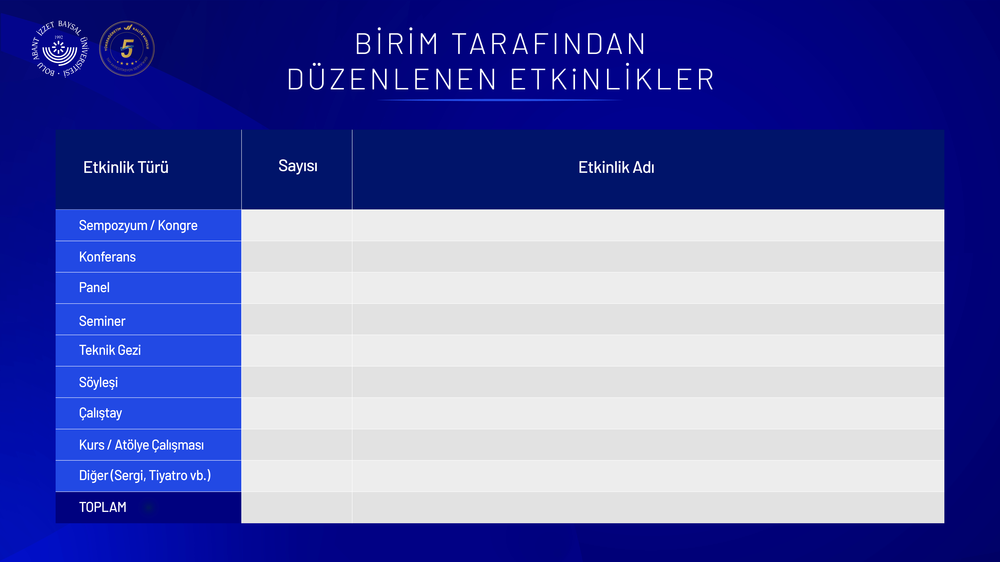 BOLU ABANT İZZET BAYSAL ÜNİVERSİTESİ
1992
YÜKSEKÖĞRETİM KALİTE KURULU
5
TAM AKREDİTASYON SERTİFİKASI
BİRİM TARAFINDAN
DÜZENLENEN ETKiNLİKLER
Etkinlik Türü Sayısı Etkinlik Adı
Sempozyum / Kongre
Konferans
Panel
Seminer
Teknik Gezi
Söyleşi
Çalıştay
Kurs / Atölye Çalışması
Diğer (Sergi, Tiyatro vb.)
TOPLAM